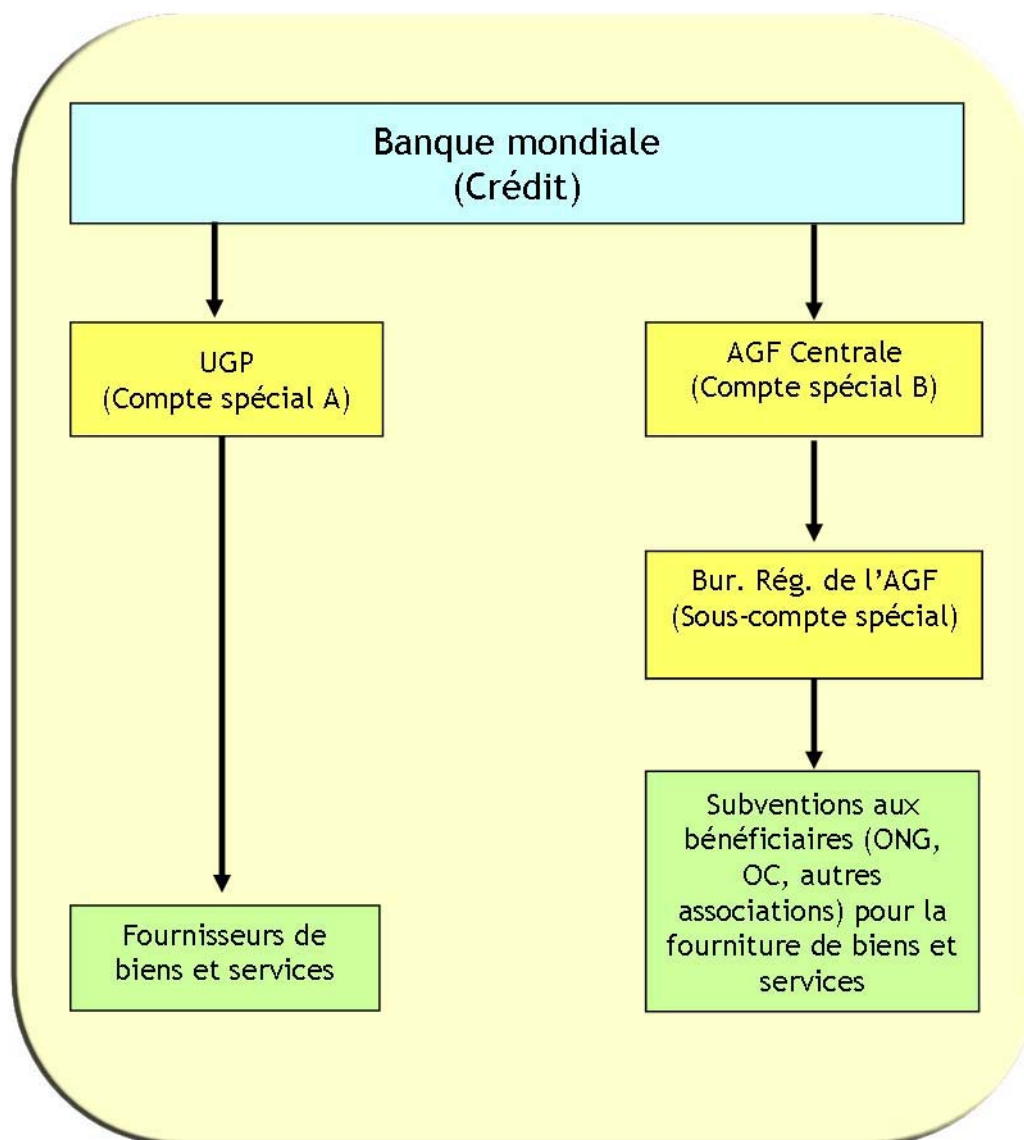 Banque mondiale
(Crédit)
UGP
(Compte spécial A)
AGF Centrale
(Compte spécial B)
Bur. Rég. de l’AGF
(Sous-compte spécial)
Subventions aux
bénéficiaires (ONG,
OC, autres
associations) pour la
fourniture de biens et
services
Fournisseurs de
biens et services